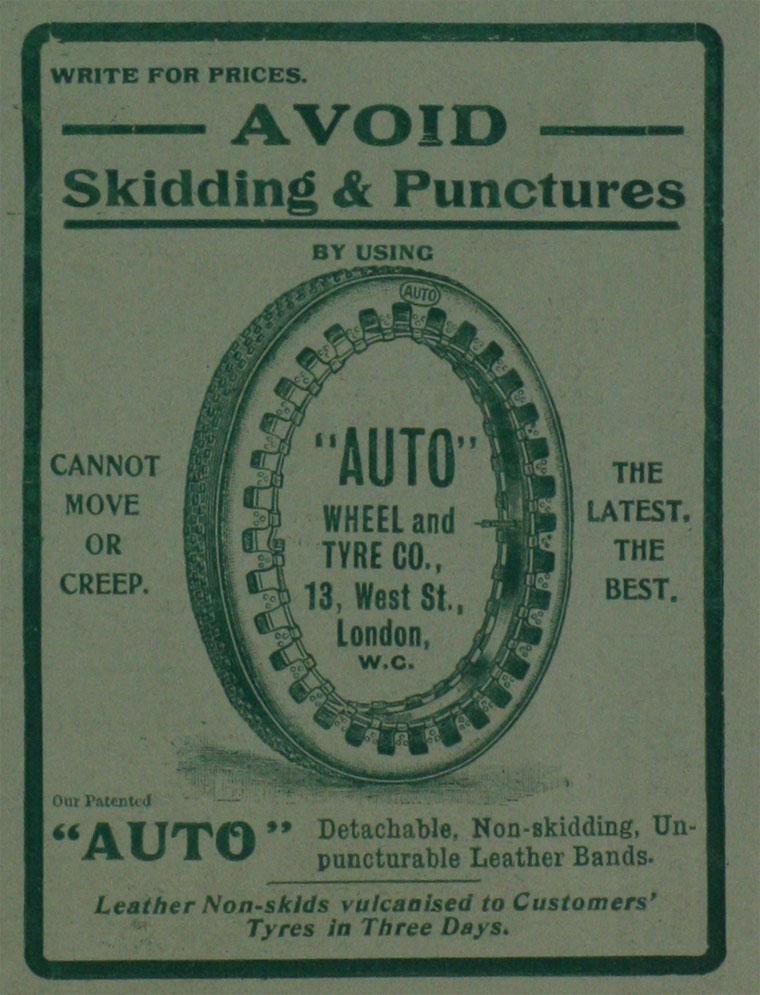 WRITE FOR PRICES.
AVOID
Skidding & Punctures
BY USING
AUTO
CANNOT
MOVE
OR
CREEP.
"AUTO"
WHEEL and
TYRE CO.,
13, West St.,
London,
W.C.
THE
LATEST.
THE
BEST.
Our Patented
"AUTO" Detachable, Non-skidding, Un-
puncturable Leather Bands.
Leather Non-skids vulcanised to Customers'
Tyres in Three Days.